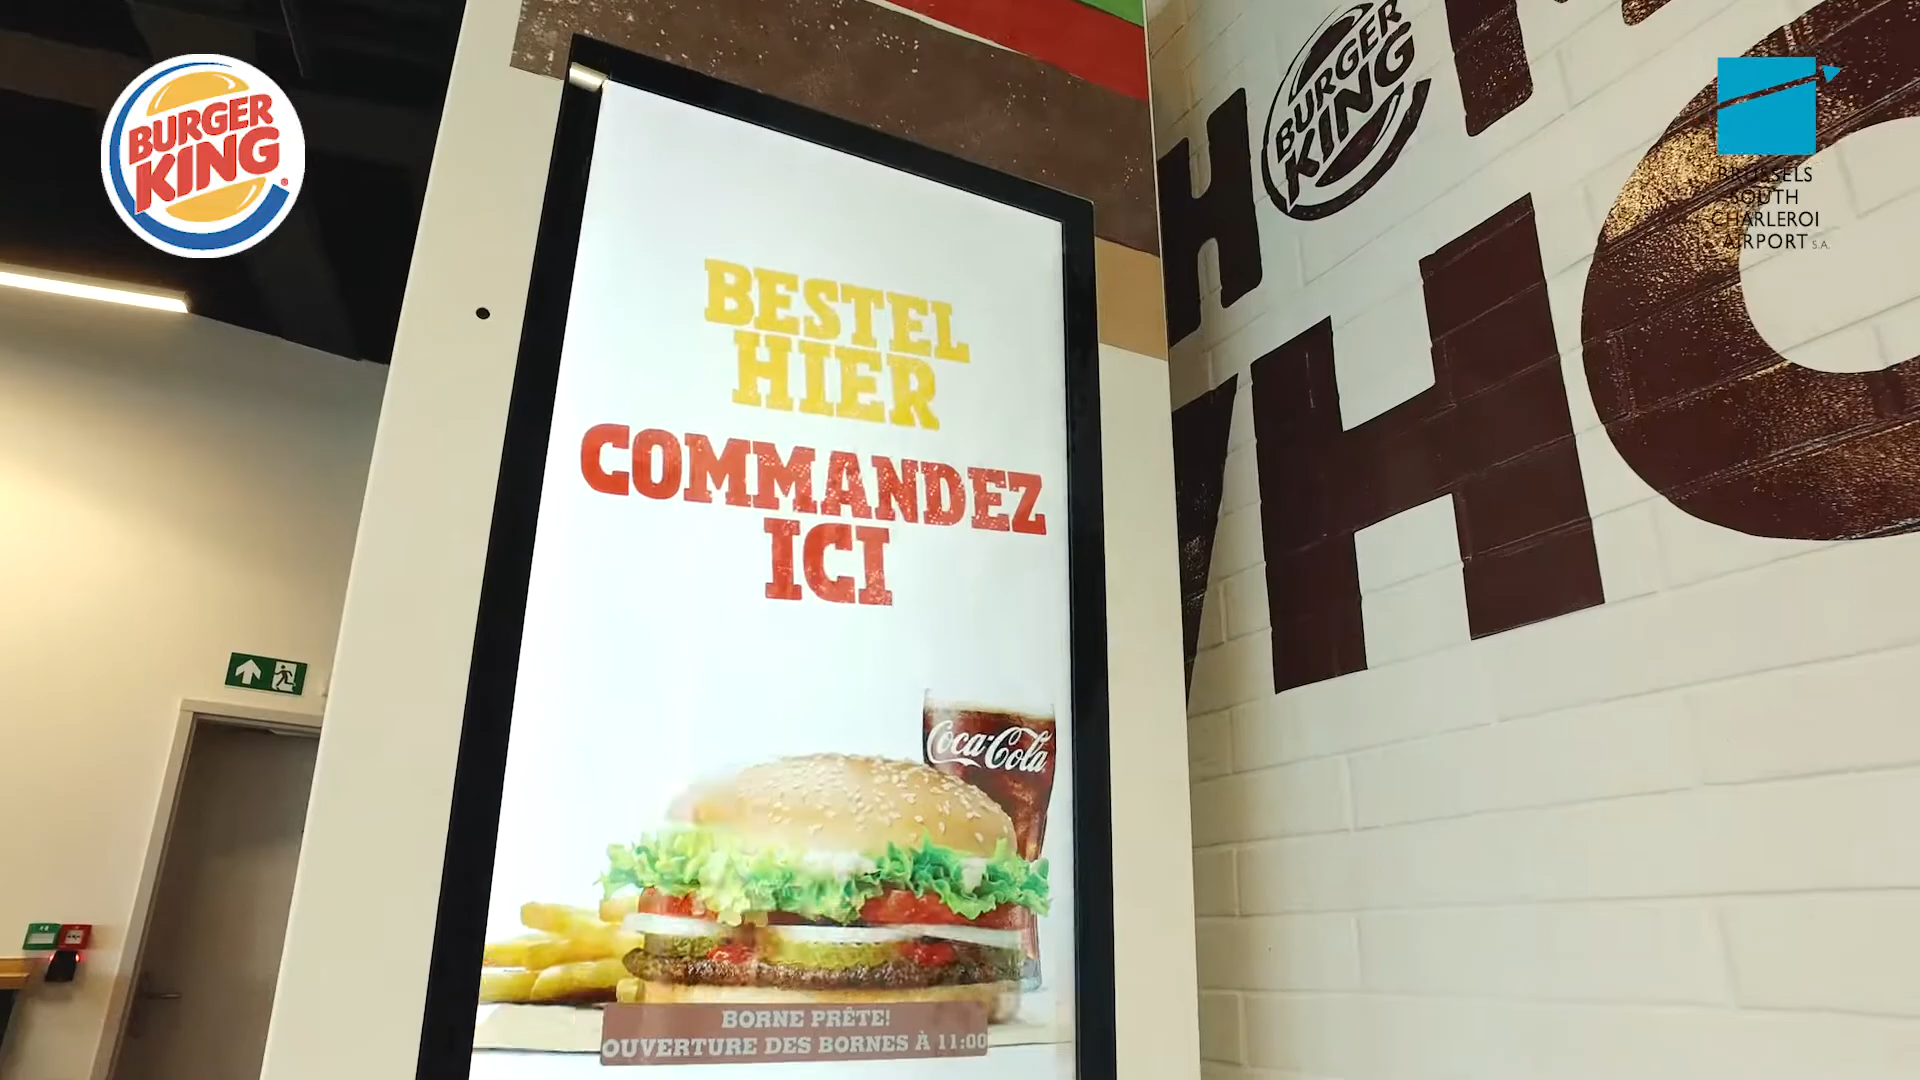 BURGER
KING
BESTEL
HIER
COMMANDEZ
ICI
Coca-Cola
BORNE PRÊTE!
OUVERTURE DES BORNES À 11:00
H
BURGER
KING
H
BRUSSELS
SOUTH
CHARLEROI
AIRPORT S.A.